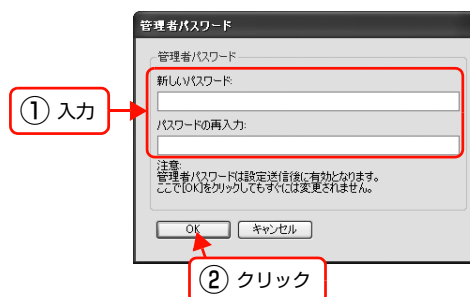 管理者パスワード
管理者パスワード
新しいパスワード:
① 入力
パスワードの再入力:
注意:
管理者パスワードは設定送信後に有効となります。
ここで[OK]をクリックしてもすぐには変更されません。
OK キャンセル
② クリック